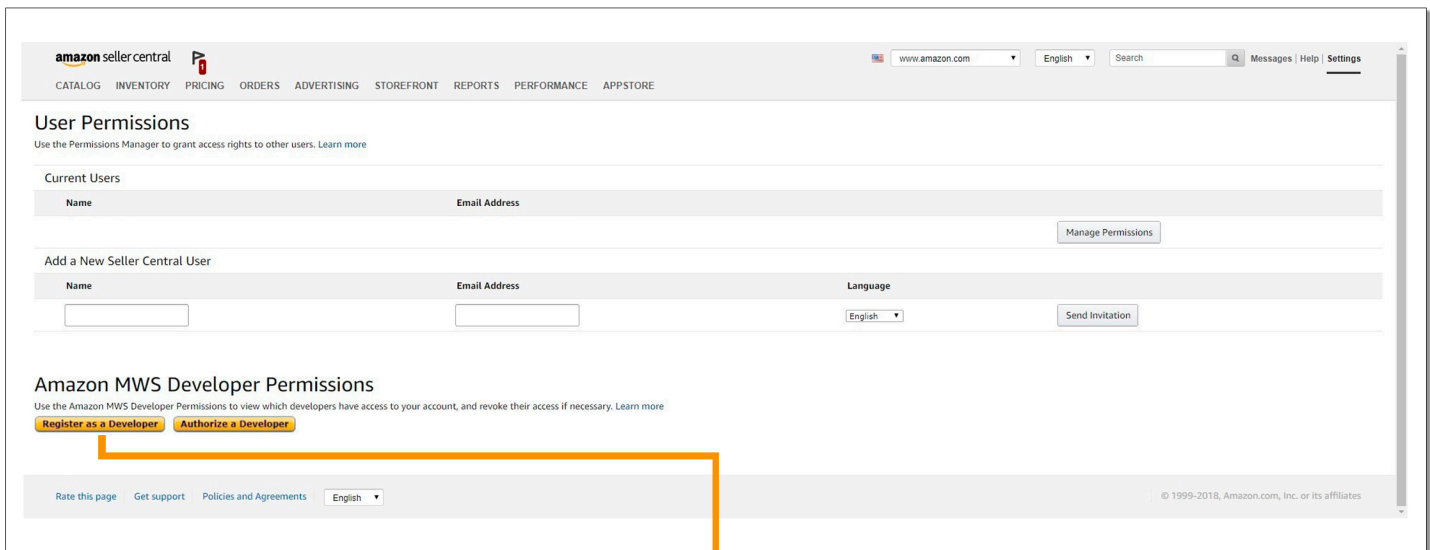 amazon seller central
1
www.amazon.com
English
Search
Messages | Help | Settings
CATALOG INVENTORY PRICING ORDERS ADVERTISING STOREFRONT REPORTS PERFORMANCE APPSTORE
User Permissions
Use the Permissions Manager to grant access rights to other users. Learn more
Current Users
Name Email Address
Manage Permissions
Add a New Seller Central User
Name Email Address Language
English Send Invitation
Amazon MWS Developer Permissions
Use the Amazon MWS Developer Permissions to view which developers have access to your account, and revoke their access if necessary. Learn more
Register as a Developer Authorize a Developer
Rate this page Get support Policies and Agreements English © 1999-2018, Amazon.com, Inc. or its affiliates